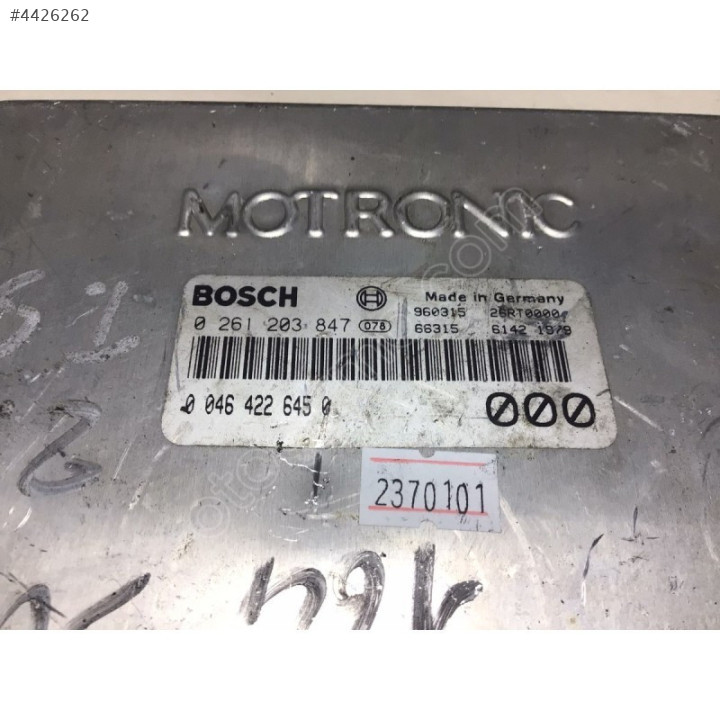 #4426262
MOTRONIC
BOSCH Made in Germany
960315 26RT0000
0 261 203 847 078 66315 6142 1979
0 046 422 645 0 000
2370101